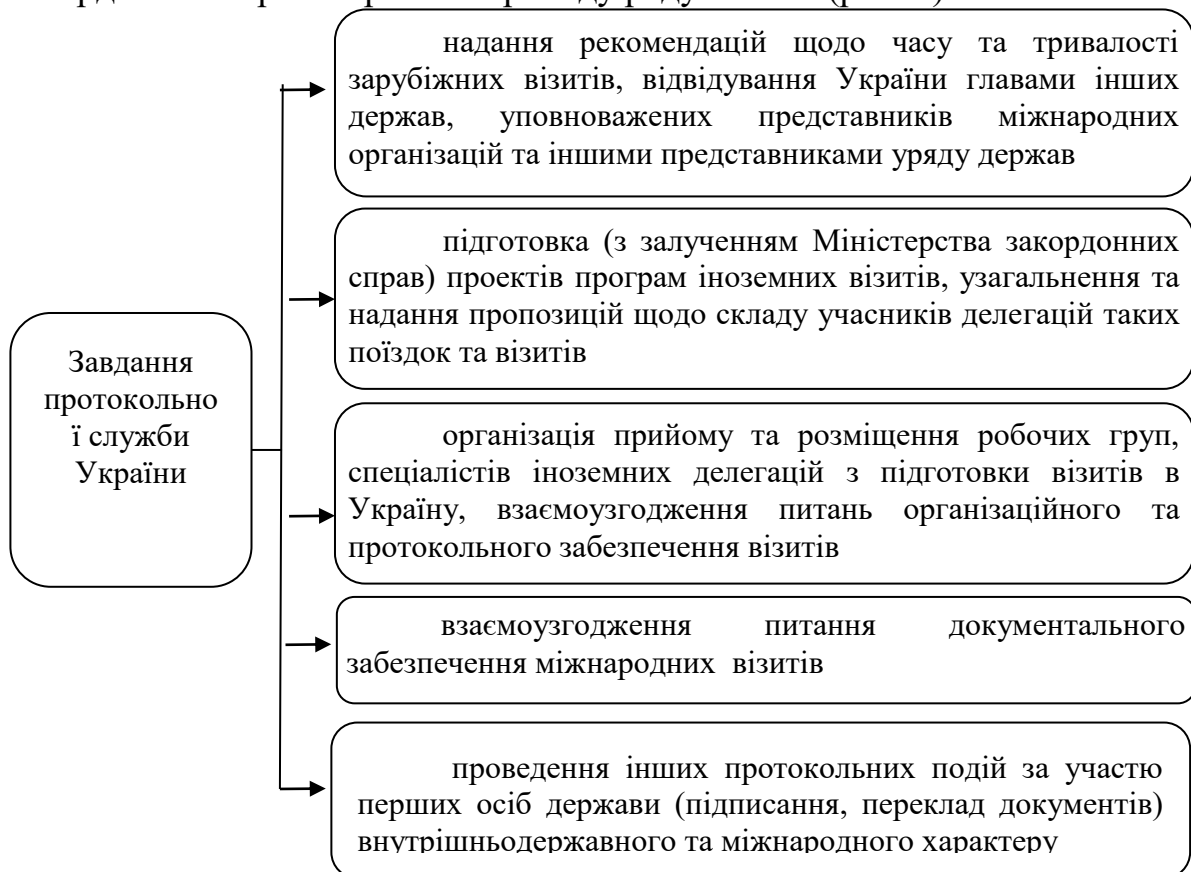 надання рекомендацій щодо часу та тривалості
зарубіжних візитів, відвідування України главами інших
держав, уповноважених представників міжнародних
організацій та іншими представниками уряду держав
підготовка (з залученням Міністерства закордонних
справ) проектів програм іноземних візитів, узагальнення та
надання пропозицій щодо складу учасників делегацій таких
поїздок та візитів
Завдання
протокольно
ї служби
України
організація прийому та розміщення робочих груп,
спеціалістів іноземних делегацій з підготовки візитів в
Україну, взаємоузгодження питань організаційного та
протокольного забезпечення візитів
взаємоузгодження питання документального
забезпечення міжнародних візитів
проведення інших протокольних подій за участю
перших осіб держави (підписання, переклад документів)
внутрішньодержавного та міжнародного характеру